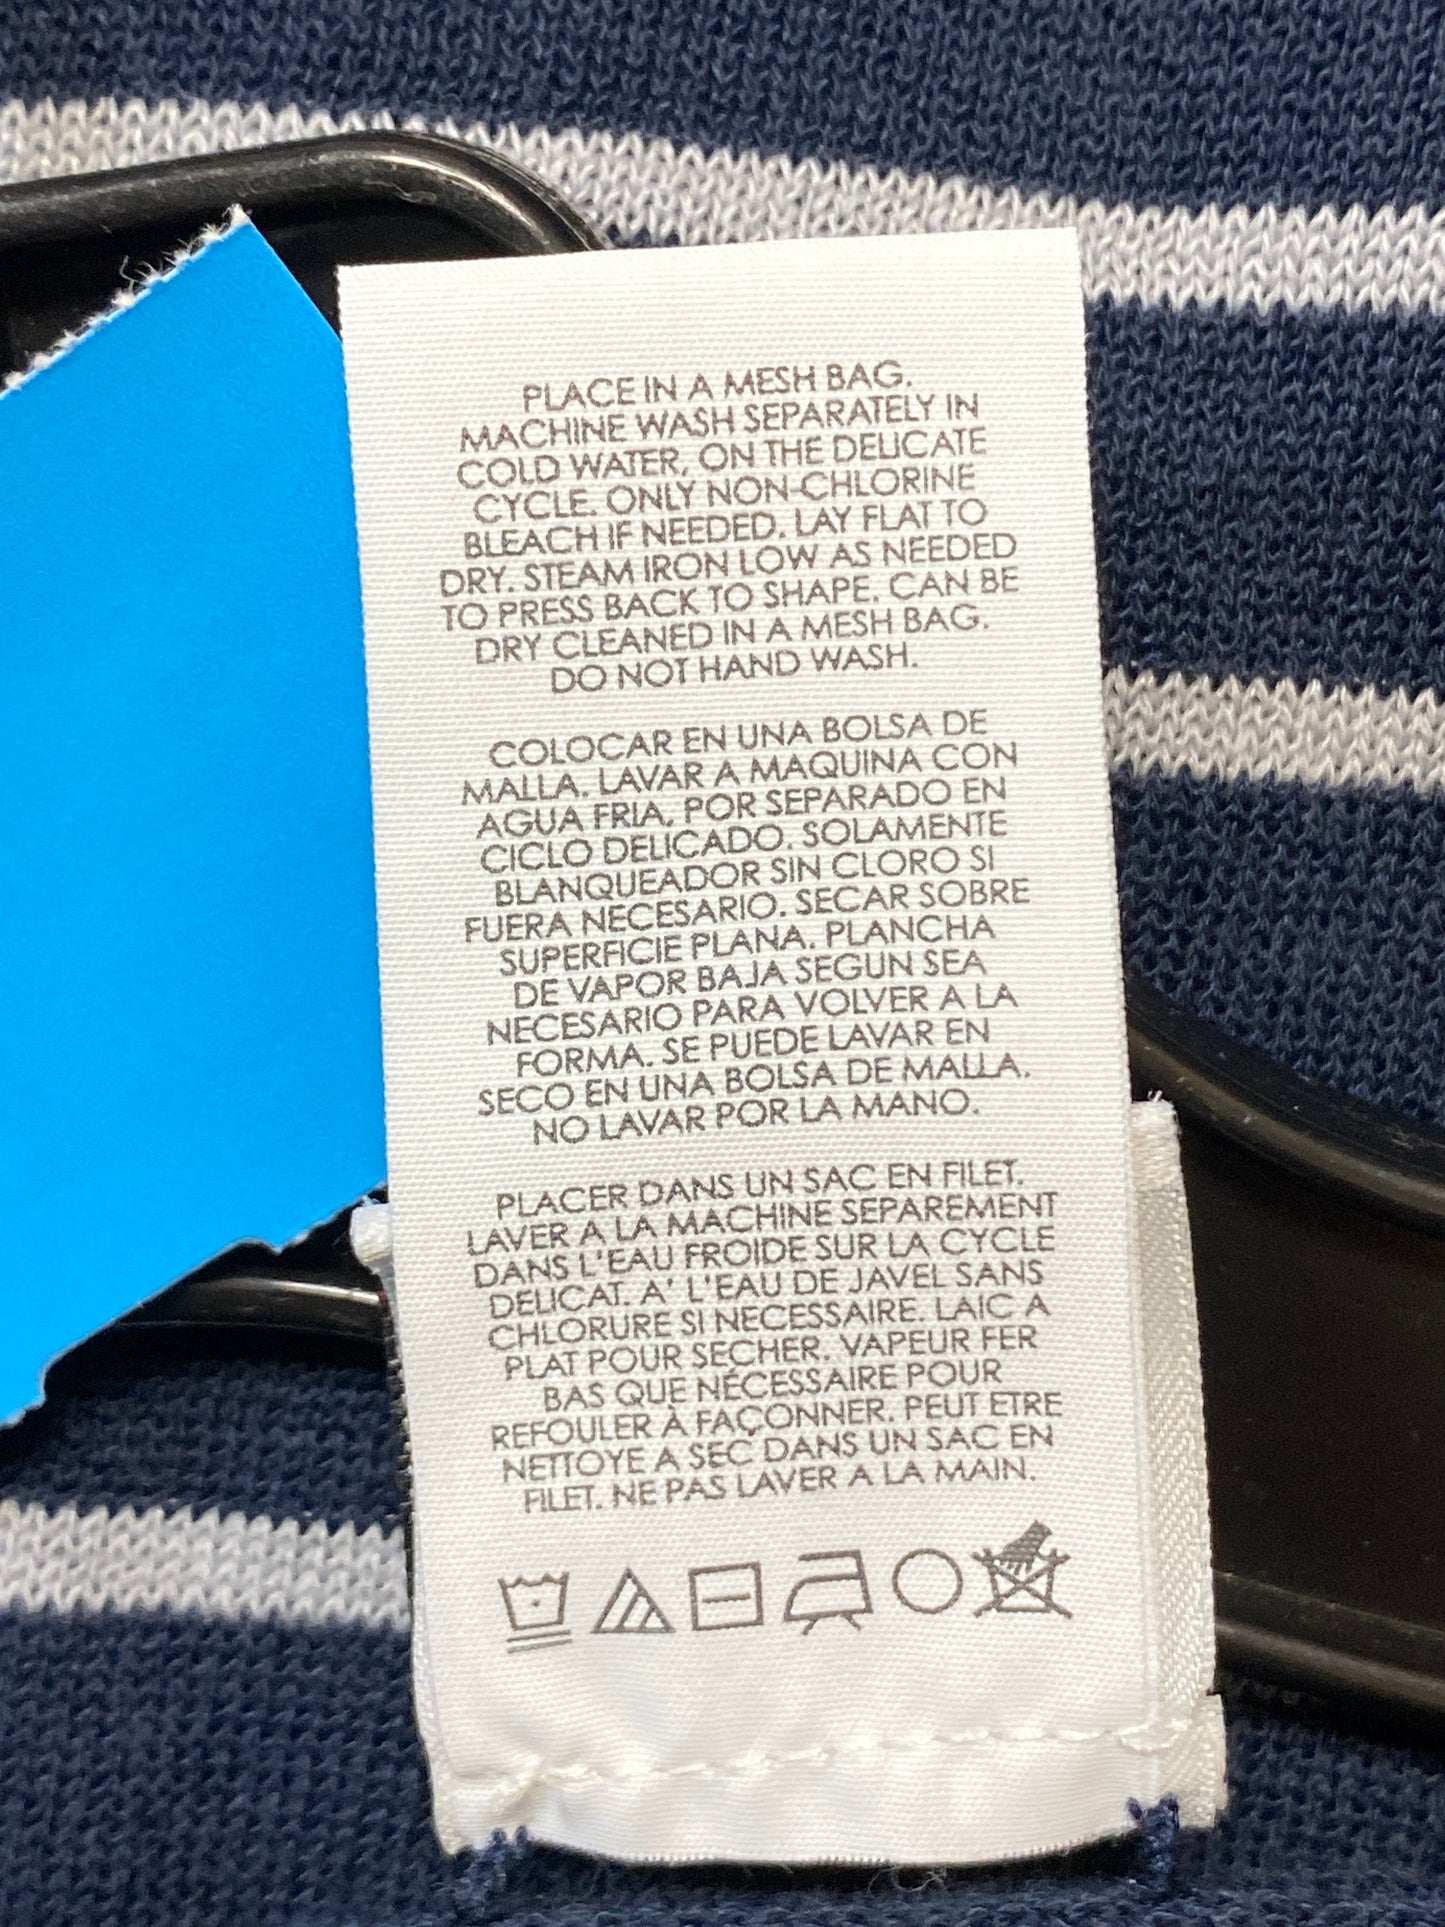 PLACE IN A MESH BAG.
MACHINE WASH SEPARATELY IN
COLD WATER, ON THE DELICATE
CYCLE. ONLY NON-CHLORINE
BLEACH IF NEEDED. LAY FLAT TO
DRY. STEAM IRON LOW AS NEEDED
TO PRESS BACK TO SHAPE. CAN BE
DRY CLEANED IN A MESH BAG.
DO NOT HAND WASH.
COLOCAR EN UNA BOLSA DE
MALLA. LAVAR A MAQUINA CON
AGUA FRIA, POR SEPARADO EN
CICLO DELICADO. SOLAMENTE
BLANQUEADOR SIN CLORO SI
FUERA NECESARIO. SECAR SOBRE
SUPERFICIE PLANA. PLANCHA
DE VAPOR BAJA SEGUN SEA
NECESARIO PARA VOLVER A LA
FORMA. SE PUEDE LAVAR EN
SECO EN UNA BOLSA DE MALLA.
NO LAVAR POR LA MANO.
PLACER DANS UN SAC EN FILET.
LAVER A LA MACHINE SEPAREMENT
DANS L'EAU FROIDE SUR LA CYCLE
DELICAT. A' L'EAU DE JAVEL SANS
CHLORURE SI NECESSAIRE. LAIC A
PLAT POUR SECHER. VAPEUR FER
BAS QUE NÉCESSAIRE POUR
REFOULER À FAÇONNER. PEUT ETRE
NETTOYE A SEC DANS UN SAC EN
FILET. NE PAS LAVER A LA MAIN.